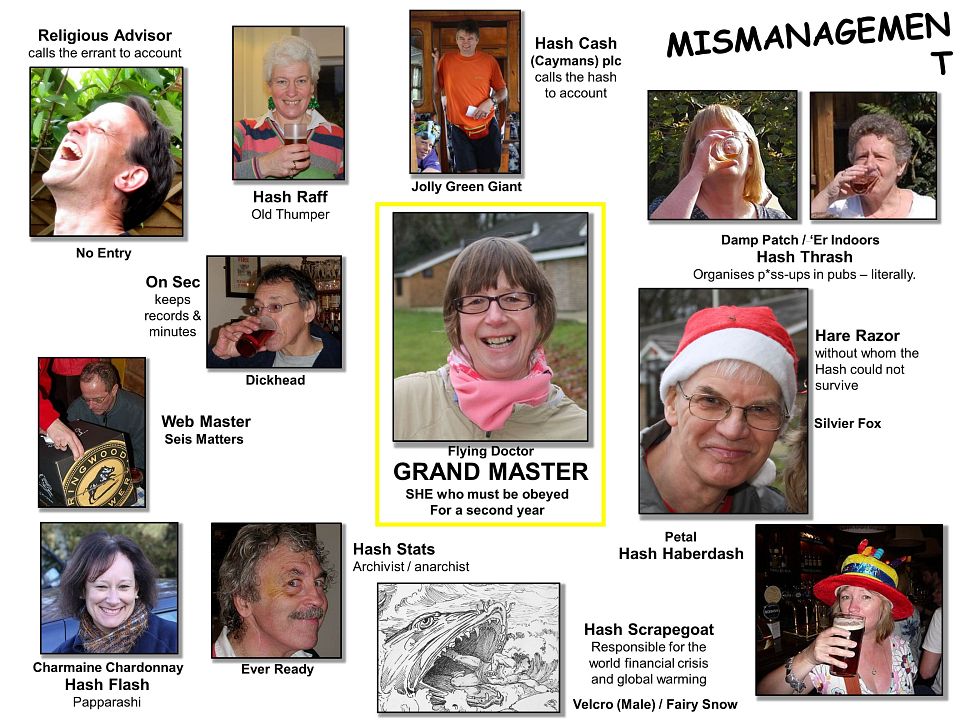 MISMANAGEMEN
T
Religious Advisor
calls the errant to account
No Entry
Hash Raff
Old Thumper
Hash Cash
(Caymans) plc
calls the hash
to account
Jolly Green Giant
Damp Patch / ‘Er Indoors
Hash Thrash
Organises p*ss-ups in pubs – literally.
On Sec
keeps
records &
minutes
Dickhead
Flying Doctor
GRAND MASTER
SHE who must be obeyed
For a second year
Hare Razor
without whom the
Hash could not
survive
Silvier Fox
Web Master
Seis Matters
RINGWOOD
Charmaine Chardonnay
Hash Flash
Papparashi
Ever Ready
Hash Stats
Archivist / anarchist
Petal
Hash Haberdash
Hash Scrapegoat
Responsible for the
world financial crisis
and global warming
Velcro (Male) / Fairy Snow